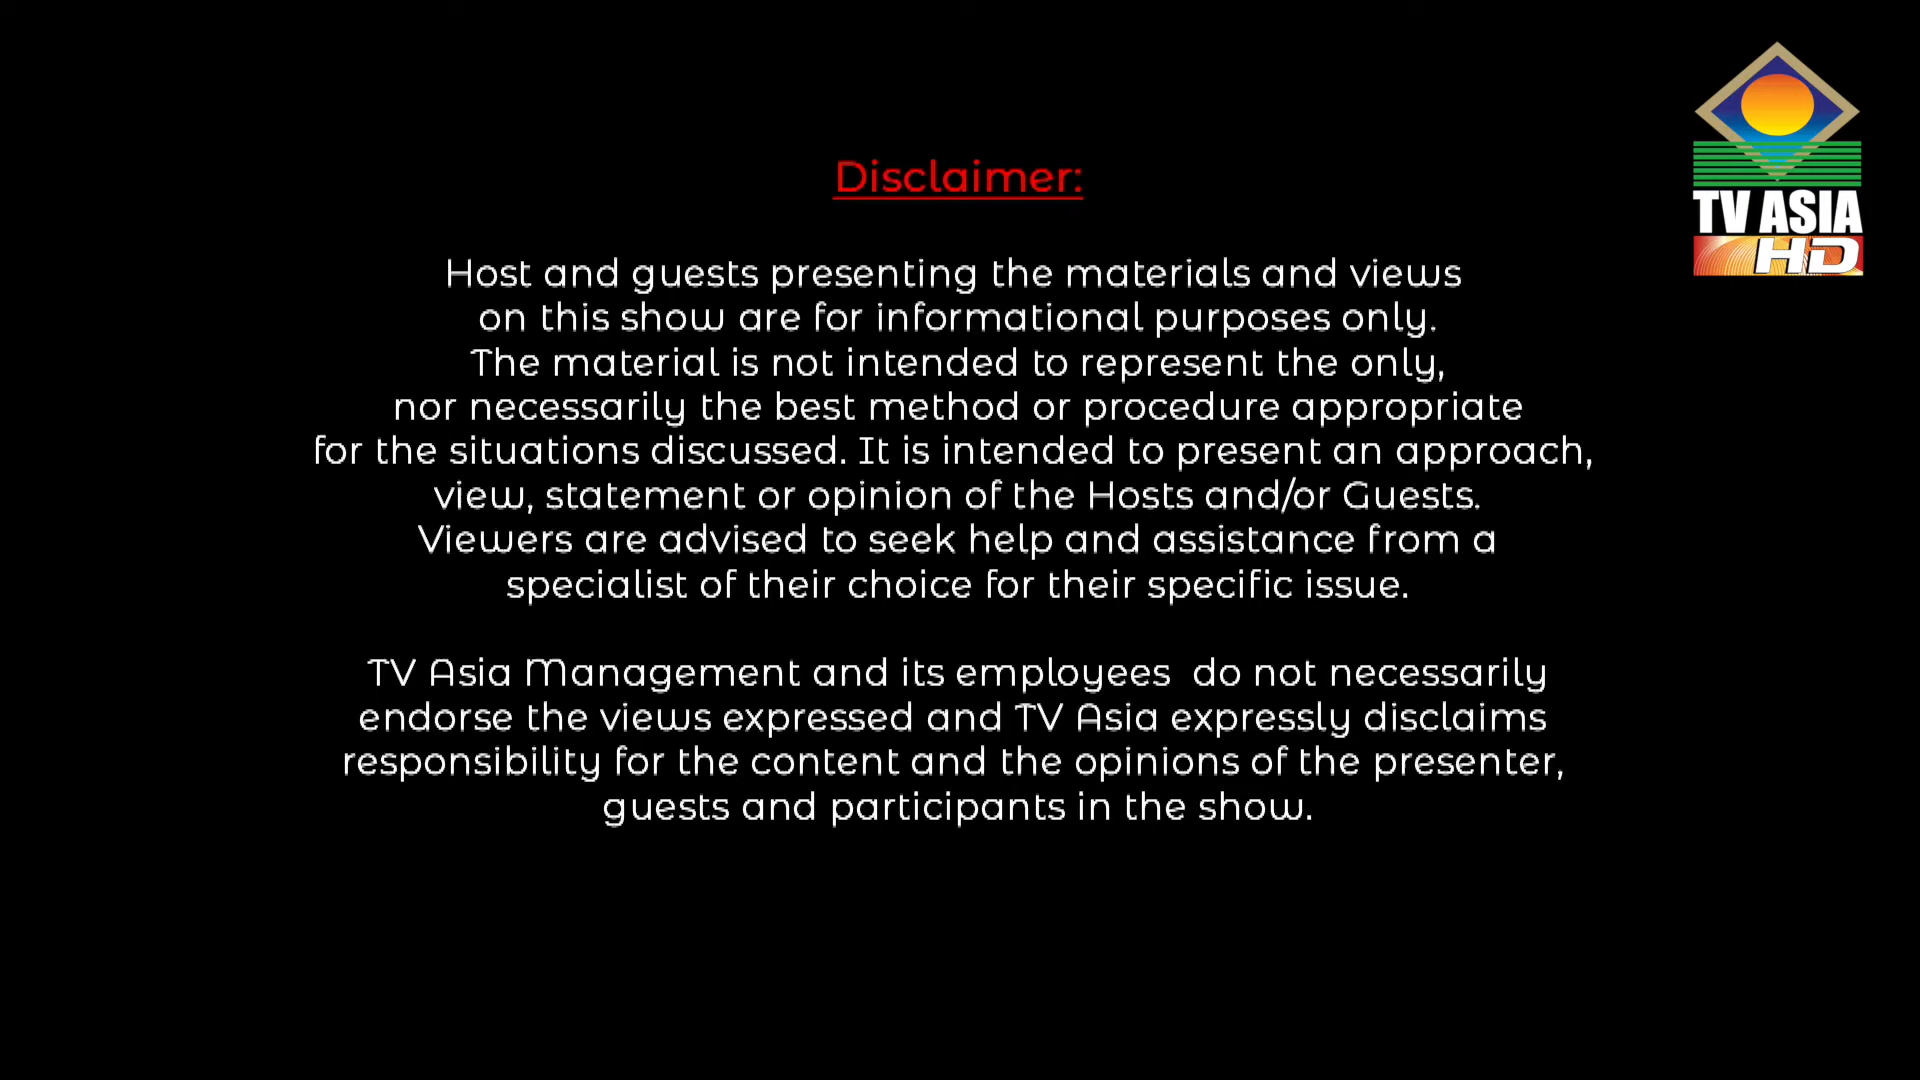 Disclaimer:
Host and guests presenting the materials and views
on this show are for informational purposes only.
The material is not intended to represent the only,
nor necessarily the best method or procedure appropriate
for the situations discussed. It is intended to present an approach,
view, statement or opinion of the Hosts and/or Guests.
Viewers are advised to seek help and assistance from a
specialist of their choice for their specific issue.
TV Asia Management and its employees  do not necessarily
endorse the views expressed and TV Asia expressly disclaims
responsibility for the content and the opinions of the presenter,
guests and participants in the show.
TV ASIA
HD